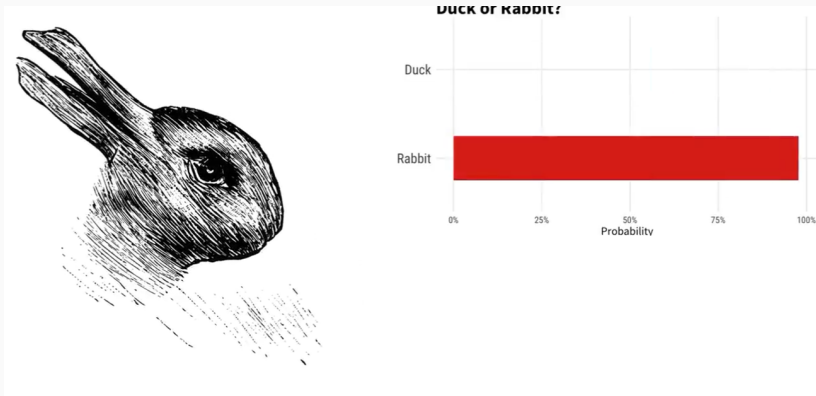 Duck or Rabbit?
Duck
Rabbit
0% 25% 50% 75% 100%
Probability